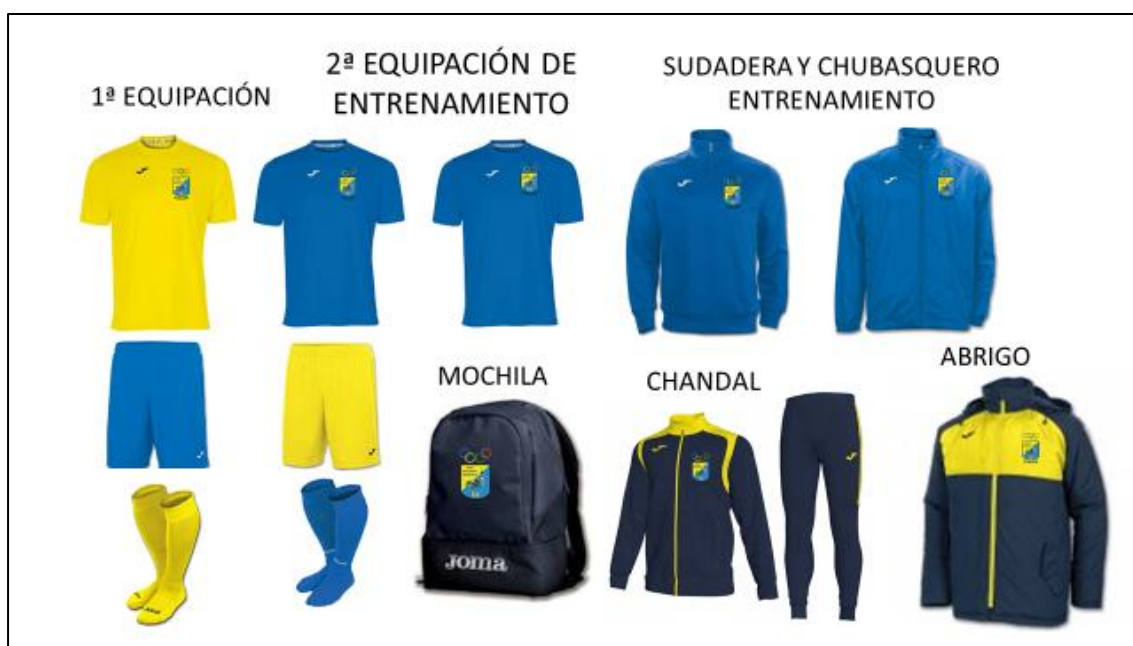 1ª EQUIPACIÓN
2ª EQUIPACIÓN DE
ENTRENAMIENTO
SUDADERA Y CHUBASQUERO
ENTRENAMIENTO
MOCHILA
JOMA
CHANDAL
ABRIGO